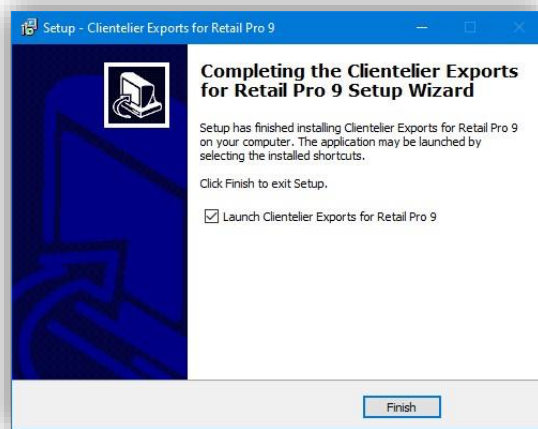 Setup - Clientelier Exports for Retail Pro 9
Completing the Clientelier Exports
for Retail Pro 9 Setup Wizard
Setup has finished installing Clientelier Exports for Retail Pro 9
on your computer. The application may be launched by
selecting the installed shortcuts.
Click Finish to exit Setup.
Launch Clientelier Exports for Retail Pro 9
Finish